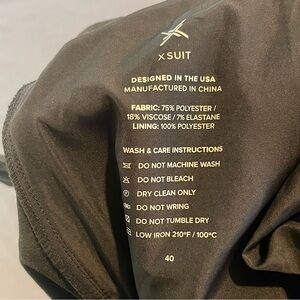 X SUIT
DESIGNED IN THE USA
MANUFACTURED IN CHINA
FABRIC: 75% POLYESTER /
18% VISCOSE / 7% ELASTANE
LINING: 100% POLYESTER
WASH & CARE INSTRUCTIONS
DO NOT MACHINE WASH
DO NOT BLEACH
DRY CLEAN ONLY
DO NOT WRING
DO NOT TUMBLE DRY
LOW IRON 210°F / 100°C
40